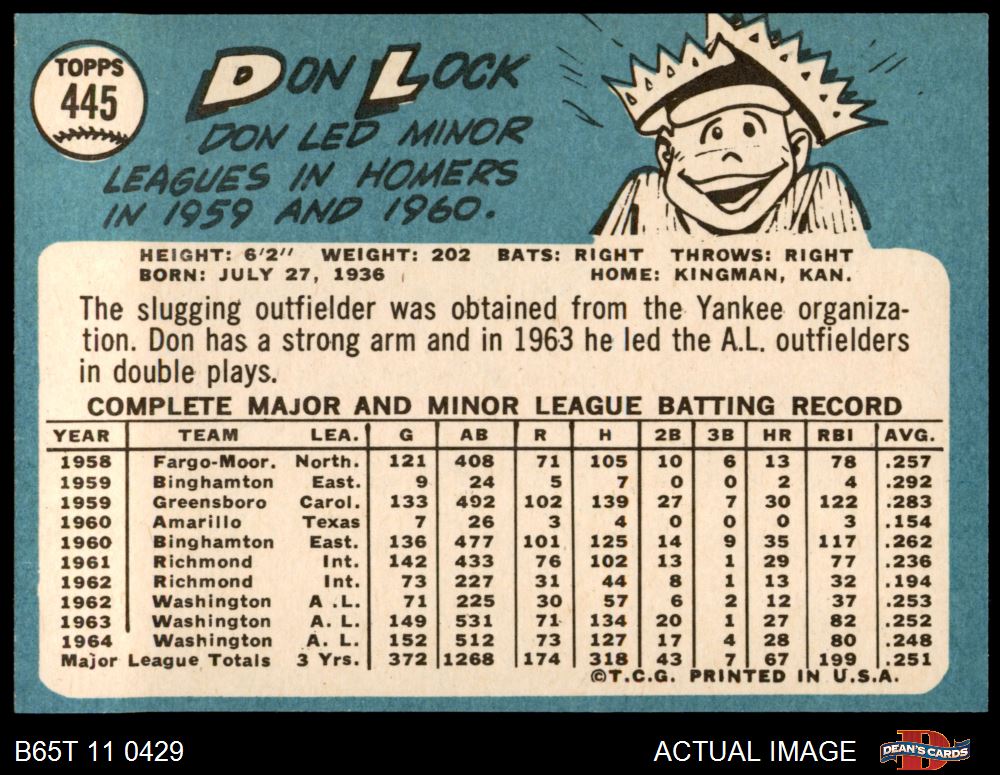 TOPPS
445
DON LOCK
DON LED MINOR
LEAGUES IN HOMERS
IN 1959 AND 1960.
HEIGHT: 6'2" WEIGHT: 202 BATS: RIGHT THROWS: RIGHT
BORN: JULY 27, 1936 HOME: KINGMAN, KAN.
The slugging outfielder was obtained from the Yankee organiza-
tion. Don has a strong arm and in 1963 he led the A.L. outfielders
in double plays.
COMPLETE MAJOR AND MINOR LEAGUE BATTING RECORD
YEAR TEAM LEA. G AB R H 2B 3B HR RBI AVG.
1958 Fargo-Moor. North. 121 408 71 105 10 6 13 78 .257
1959 Binghamton East. 9 24 5 7 0 0 2 4 .292
1959 Greensboro Carol. 133 492 102 139 27 7 30 122 .283
1960 Amarillo Texas 7 26 3 4 0 0 0 3 .154
1960 Binghamton East. 136 477 101 125 14 9 35 117 .262
1961 Richmond Int. 142 433 76 102 13 1 29 77 .236
1962 Richmond Int. 73 227 31 44 8 1 13 32 .194
1962 Washington A .L. 71 225 30 57 6 2 12 37 .253
1963 Washington A. L. 149 531 71 134 20 1 27 82 .252
1964 Washington A. L. 152 512 73 127 17 4 28 80 .248
Major League Totals 3 Yrs. 372 1268 174 318 43 7 67 199 .251
©T.C.G. PRINTED IN U.S.A.
B65T 11 0429 ACTUAL IMAGE DEAN'S CARDS